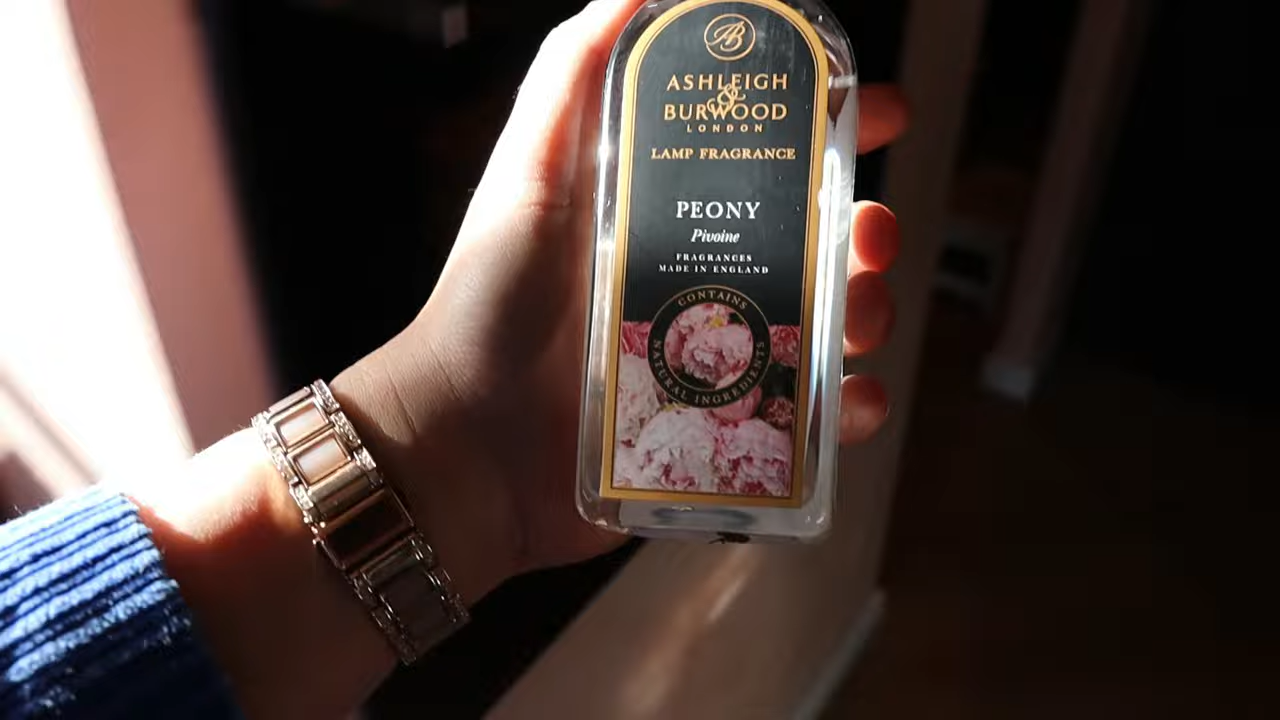 AB
ASHLEIGH
&
BURWOOD
LONDON
LAMP FRAGRANCE
PEONY
Pivoine
FRAGRANCES
MADE IN ENGLAND
CONTAINS
NATURAL INGREDIENTS